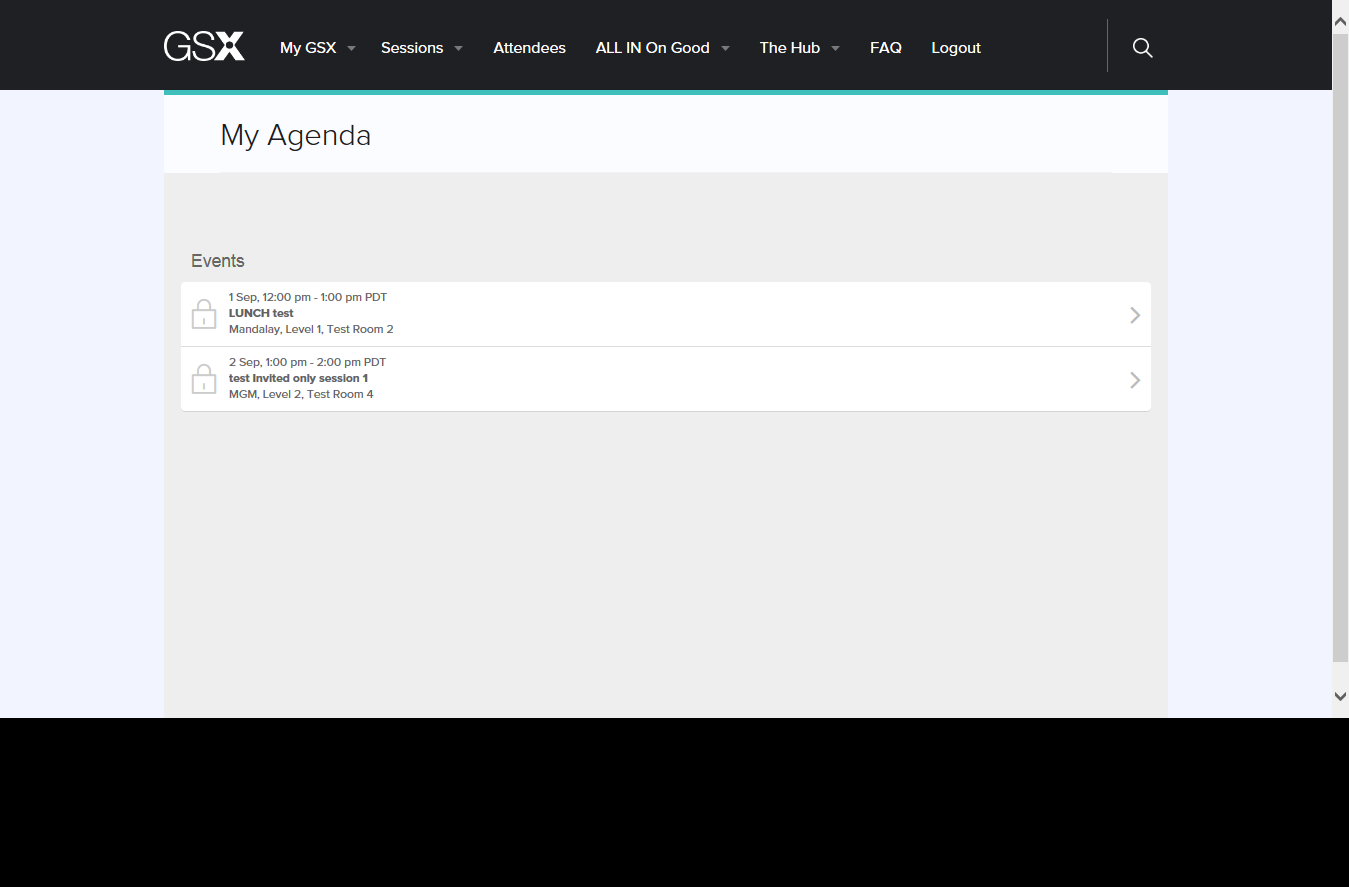 GSX
My GSX
Sessions
Attendees
ALL IN On Good
The Hub
FAQ
Logout
My Agenda
Events
1 Sep, 12:00 pm - 1:00 pm PDT
LUNCH test
Mandalay, Level 1, Test Room 2
2 Sep, 1:00 pm - 2:00 pm PDT
test Invited only session 1
MGM, Level 2, Test Room 4